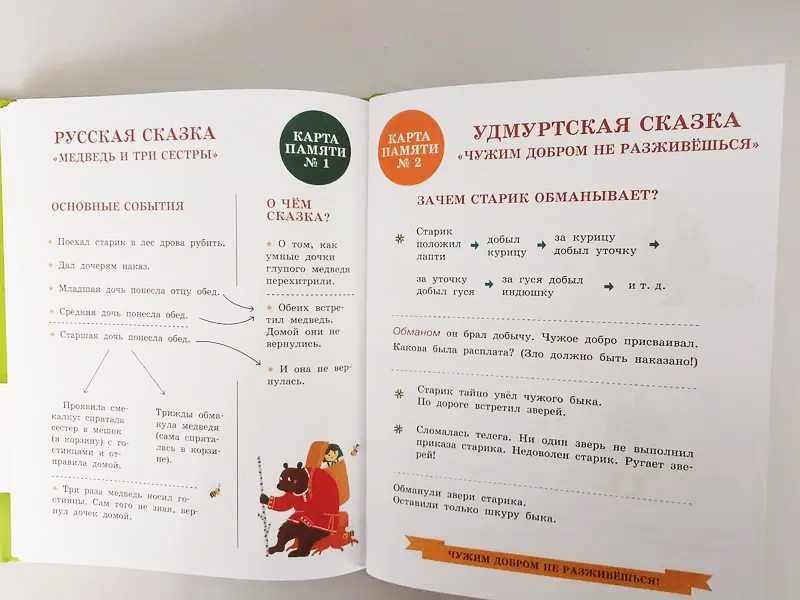 РУССКАЯ СКАЗКА
«МЕДВЕДЬ И ТРИ СЕСТРЫ»
КАРТА
ПАМЯТИ
№ 1
ОСНОВНЫЕ СОБЫТИЯ
Поехал старик в лес дрова рубить.
Дал дочерям наказ.
Младшая дочь понесла отцу обед.
Средняя дочь понесла обед.
Старшая дочь понесла обед.
Проявила сме-
калку: спрятала
сестёр в мешок
(в корзину) с го-
стинцами и от-
правила домой.
Трижды обма-
нула медведя
(сама спрята-
лась в корзи-
не).
Три раза медведь носил го-
стинцы. Сам того не зная, вер-
нул дочек домой.
О ЧЁМ
СКАЗКА?
О том, как
умные дочки
глупого медведя
перехитрили.
Обеих встре-
тил медведь.
Домой они не
вернулись.
И она не вер-
нулась.
КАРТА
ПАМЯТИ
№ 2
УДМУРТСКАЯ СКАЗКА
«ЧУЖИМ ДОБРОМ НЕ РАЗЖИВЁШЬСЯ»
ЗАЧЕМ СТАРИК ОБМАНЫВАЕТ?
Старик
положил
лапти
добыл
курицу
за курицу
добыл уточку
за уточку
добыл гуся
за гуся добыл
индюшку
и т. д.
Обманом он брал добычу. Чужое добро присваивал.
Какова была расплата? (Зло должно быть наказано!)
Старик тайно увёл чужого быка.
По дороге встретил зверей.
Сломалась телега. Ни один зверь не выполнил
приказа старика. Недоволен старик. Ругает зве-
рей!
Обманули звери старика.
Оставили только шкуру быка.
ЧУЖИМ ДОБРОМ НЕ РАЗЖИВЁШЬСЯ!